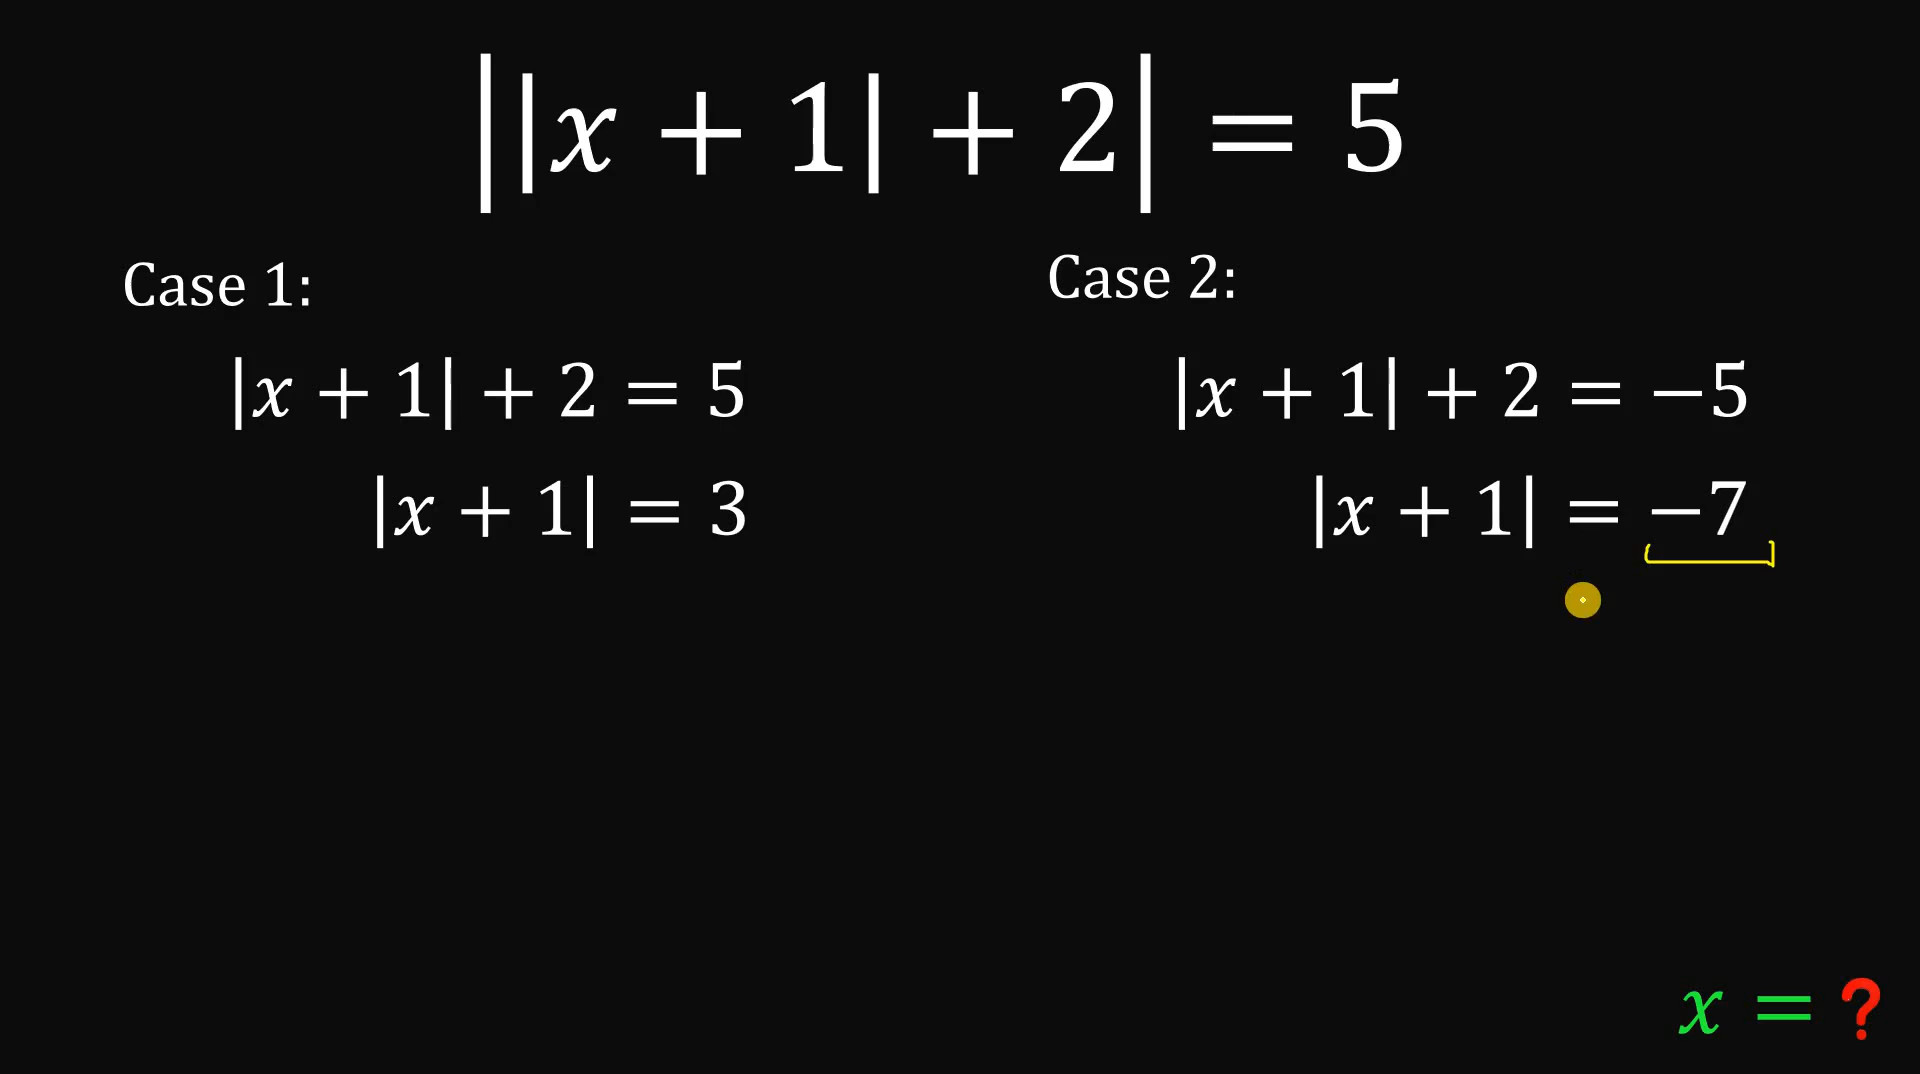 ||x + 1| + 2| = 5
Case 1:
|x + 1| + 2 = 5
|x + 1| = 3
Case 2:
|x + 1| + 2 = −5
|x + 1| = −7
x = ?